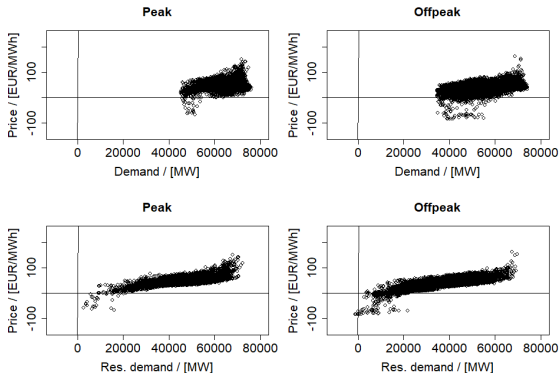 Peak
Offpeak
Price / [EUR/MWh]
100
-100
0 20000 40000 60000 80000
Demand / [MW]
Price / [EUR/MWh]
100
-100
0 20000 40000 60000 80000
Demand / [MW]
Peak
Offpeak
Price / [EUR/MWh]
100
-100
0 20000 40000 60000 80000
Res. demand / [MW]
Price / [EUR/MWh]
100
-100
0 20000 40000 60000 80000
Res. demand / [MW]